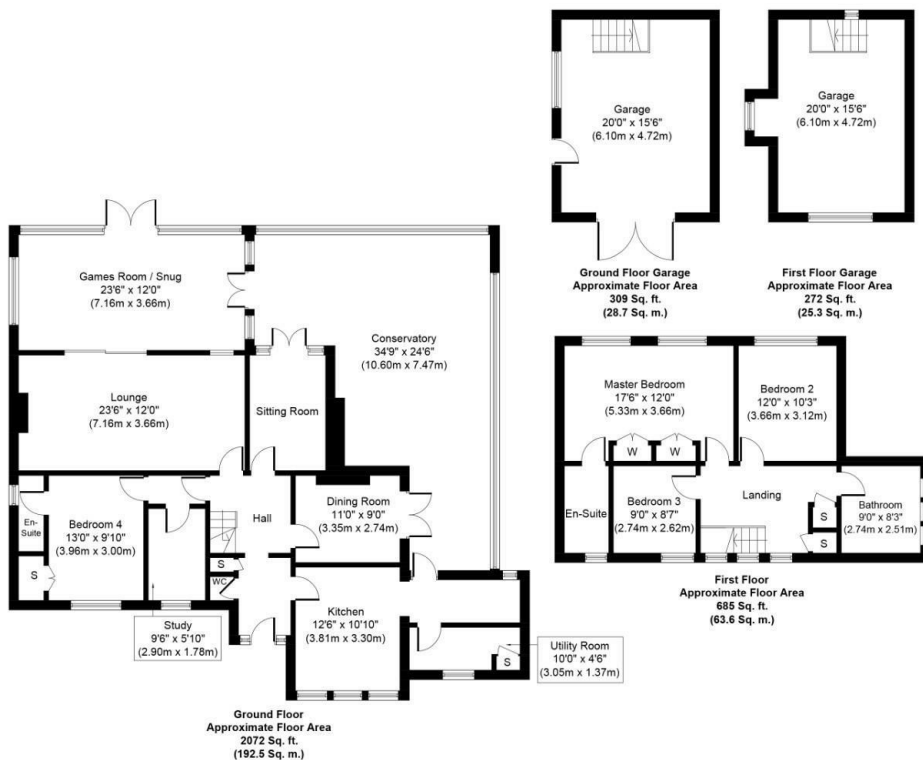 Garage
20'0" x 15'6"
(6.10m x 4.72m)
Ground Floor Garage
Approximate Floor Area
309 Sq. ft.
(28.7 Sq. m.)
Garage
20'0" x 15'6"
(6.10m x 4.72m)
First Floor Garage
Approximate Floor Area
272 Sq. ft.
(25.3 Sq. m.)
Games Room / Snug
23'6" x 12'0"
(7.16m x 3.66m)
Conservatory
34'9" x 24'6"
(10.60m x 7.47m)
Lounge
23'6" x 12'0"
(7.16m x 3.66m)
Sitting Room
En-
Suite
Bedroom 4
13'0" x 9'10"
(3.96m x 3.00m)
S
Hall
Dining Room
11'0" x 9'0"
(3.35m x 2.74m)
S
WC
Kitchen
12'6" x 10'10"
(3.81m x 3.30m)
Study
9'6" x 5'10"
(2.90m x 1.78m)
S
Utility Room
10'0" x 4'6"
(3.05m x 1.37m)
Ground Floor
Approximate Floor Area
2072 Sq. ft.
(192.5 Sq. m.)
Master Bedroom
17'6" x 12'0"
(5.33m x 3.66m)
W
W
Bedroom 2
12'0" x 10'3"
(3.66m x 3.12m)
En-Suite
Bedroom 3
9'0" x 8'7"
(2.74m x 2.62m)
Landing
S
S
Bathroom
9'0" x 8'3"
(2.74m x 2.51m)
First Floor
Approximate Floor Area
685 Sq. ft.
(63.6 Sq. m.)